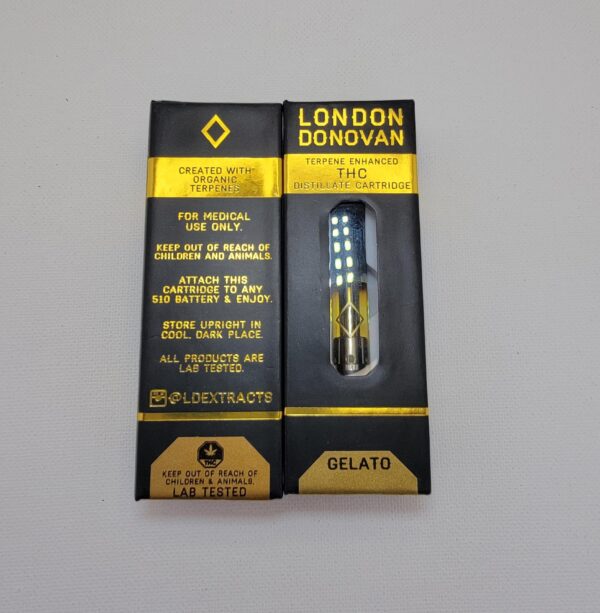 CREATED WITH
ORGANIC
TERPENES
FOR MEDICAL
USE ONLY.
KEEP OUT OF REACH OF
CHILDREN AND ANIMALS.
ATTACH THIS
CARTRIDGE TO ANY
510 BATTERY & ENJOY.
STORE UPRIGHT IN
COOL, DARK PLACE.
ALL PRODUCTS ARE
LAB TESTED.
@LDEXTRACTS
THC
KEEP OUT OF REACH OF
CHILDREN & ANIMALS.
LAB TESTED
LONDON
DONOVAN
TERPENE ENHANCED
THC
DISTILLATE CARTRIDGE
GELATO